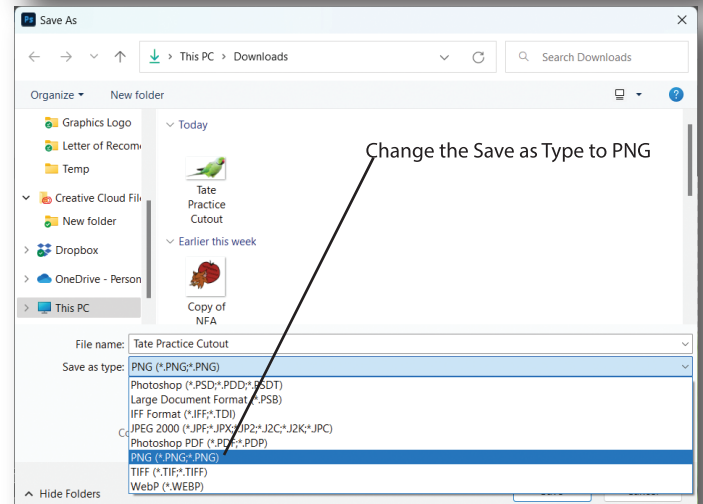 Ps Save As
This PC > Downloads
Search Downloads
Organize
New folder
Graphics Logo
Letter of Recom
Temp
Creative Cloud Fil
New folder
Dropbox
OneDrive - Person
This PC
Today
Change the Save as Type to PNG
Tate
Practice
Cutout
Earlier this week
Copy of
NFA
File name: Tate Practice Cutout
Save as type: PNG (*.PNG;*.PNG)
Photoshop (*.PSD;*.PDD;*.PSDT)
Large Document Format (*.PSB)
IFF Format (*.IFF;*.TDI)
JPEG 2000 (*.JPF;*.JPX;*.JP2;*.J2C;*.J2K;*.JPC)
Photoshop PDF (*.PDF;*.PDP)
PNG (*.PNG;*.PNG)
TIFF (*.TIF;*.TIFF)
WebP (*.WEBP)
Hide Folders